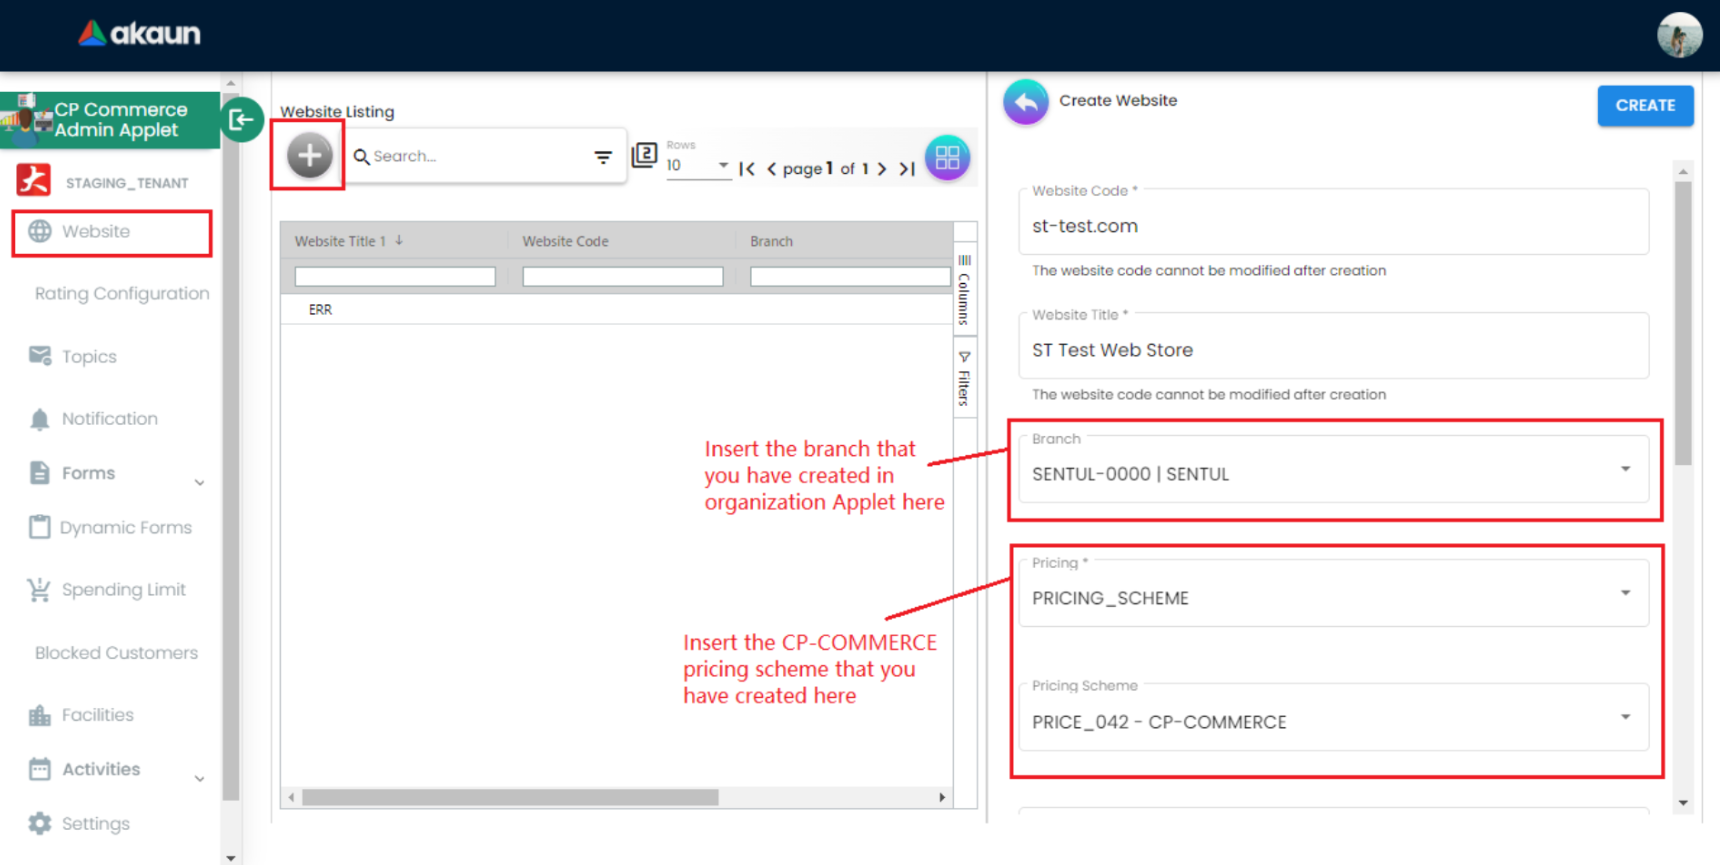 akaun
CP Commerce
Admin Applet
STAGING_TENANT
Website
Rating Configuration
Topics
Notification
Forms
Dynamic Forms
Spending Limit
Blocked Customers
Facilities
Activities
Settings
Website Listing
Search...
2
Rows
10
page 1 of 1
Website Title 1
Website Code
Branch
ERR
Columns
Filters
Insert the branch that
you have created in
organization Applet here
Insert the CP-COMMERCE
pricing scheme that you
have created here
Create Website
CREATE
Website Code *
st-test.com
The website code cannot be modified after creation
Website Title *
ST Test Web Store
The website code cannot be modified after creation
Branch
SENTUL-0000 | SENTUL
Pricing *
PRICING_SCHEME
Pricing Scheme
PRICE_042 - CP-COMMERCE